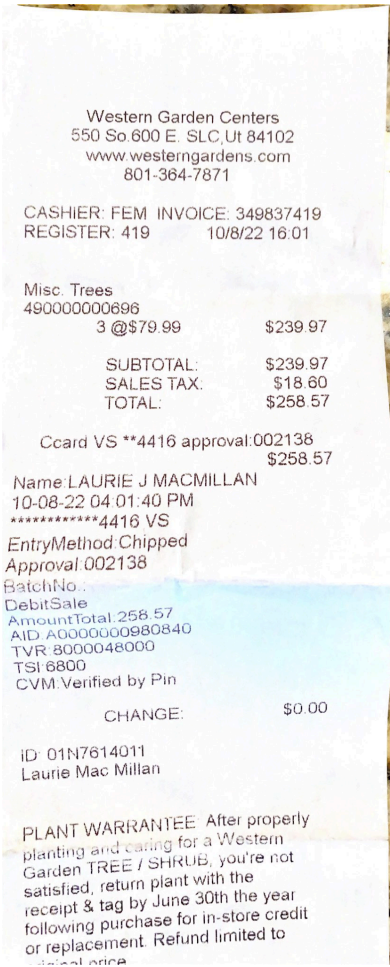 Western Garden Centers
550 So.600 E. SLC,Ut 84102
www.westerngardens.com
801-364-7871
CASHIER: FEM INVOICE: 349837419
REGISTER: 419 10/8/22 16:01
Misc. Trees
490000000696
3 @$79.99 $239.97
SUBTOTAL: $239.97
SALES TAX: $18.60
TOTAL: $258.57
Ccard VS **4416 approval:002138
$258.57
Name:LAURIE J MACMILLAN
10-08-22 04:01:40 PM
************4416 VS
EntryMethod:Chipped
Approval:002138
BatchNo.:
DebitSale
AmountTotal:258.57
AID:A0000000980840
TVR:8000048000
TSI:6800
CVM:Verified by Pin
CHANGE: $0.00
ID: 01N7614011
Laurie Mac Millan
PLANT WARRANTEE: After properly
planting and caring for a Western
Garden TREE / SHRUB, you're not
satisfied, return plant with the
receipt & tag by June 30th the year
following purchase for in-store credit
or replacement. Refund limited to
original price